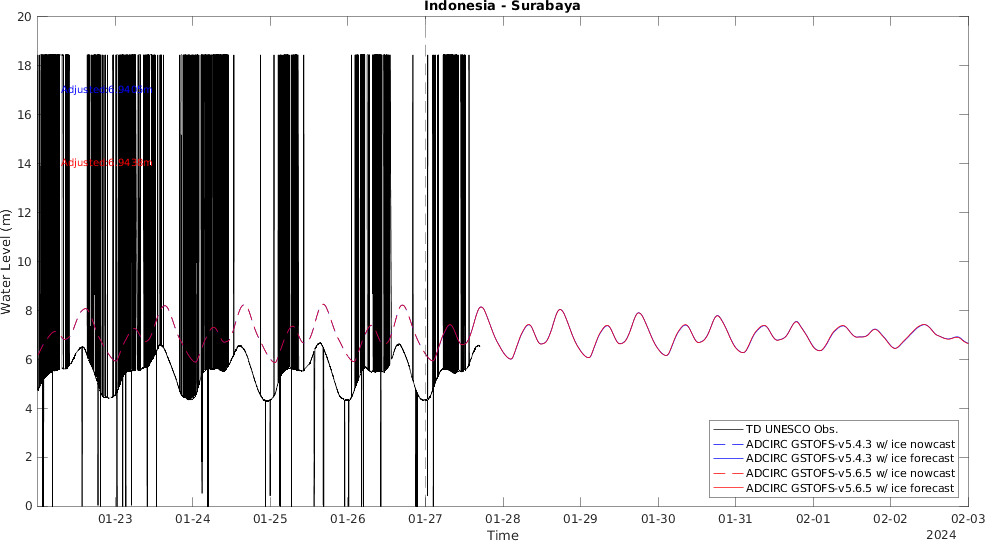 Indonesia - Surabaya
20
18
16
14
12
10
8
6
4
2
0
Water Level (m)
01-23 01-24 01-25 01-26 01-27 01-28 01-29 01-30 01-31 02-01 02-02 02-03
Time
2024
TD UNESCO Obs.
ADCIRC GSTOFS-v5.4.3 w/ ice nowcast
ADCIRC GSTOFS-v5.4.3 w/ ice forecast
ADCIRC GSTOFS-v5.6.5 w/ ice nowcast
ADCIRC GSTOFS-v5.6.5 w/ ice forecast